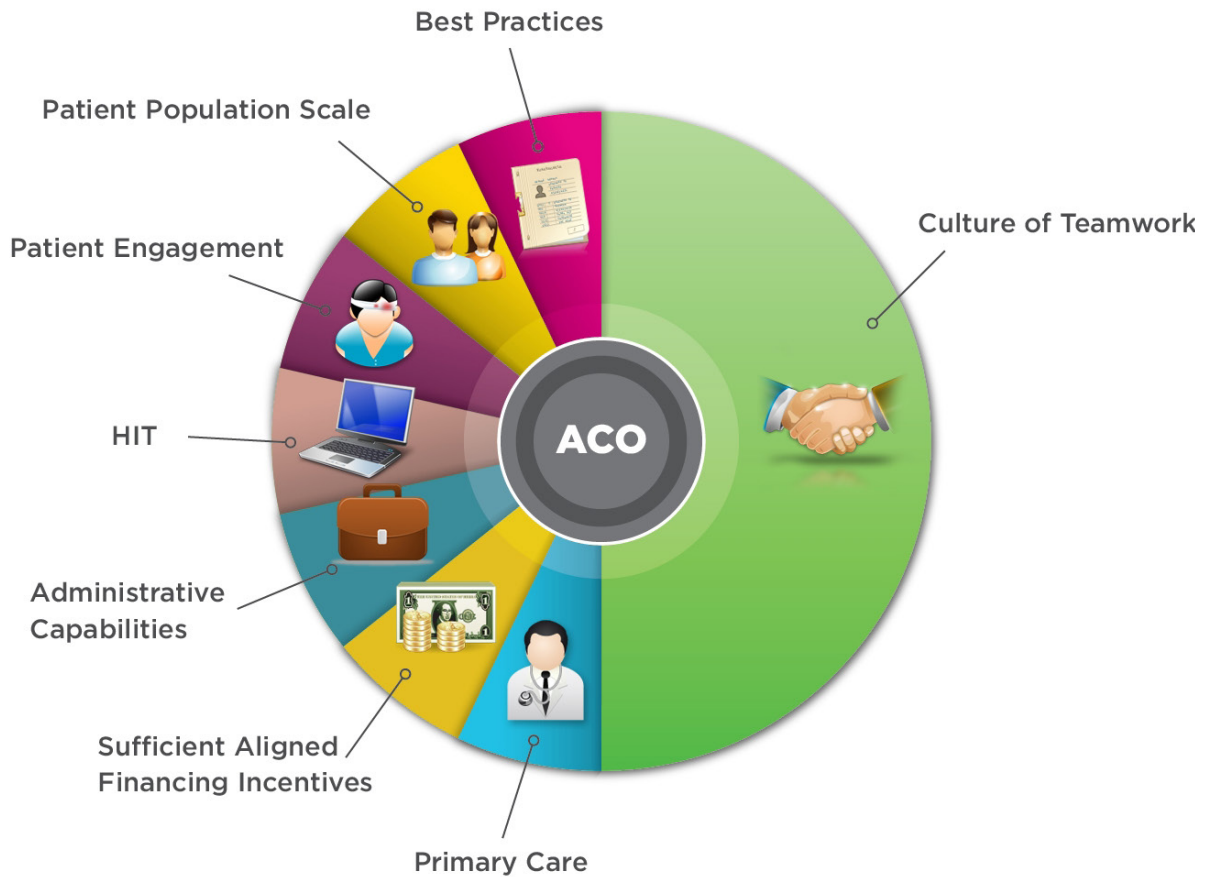 Best Practices
Patient Population Scale
Culture of Teamwork
Patient Engagement
HIT
ACO
Administrative
Capabilities
Sufficient Aligned
Financing Incentives
Primary Care